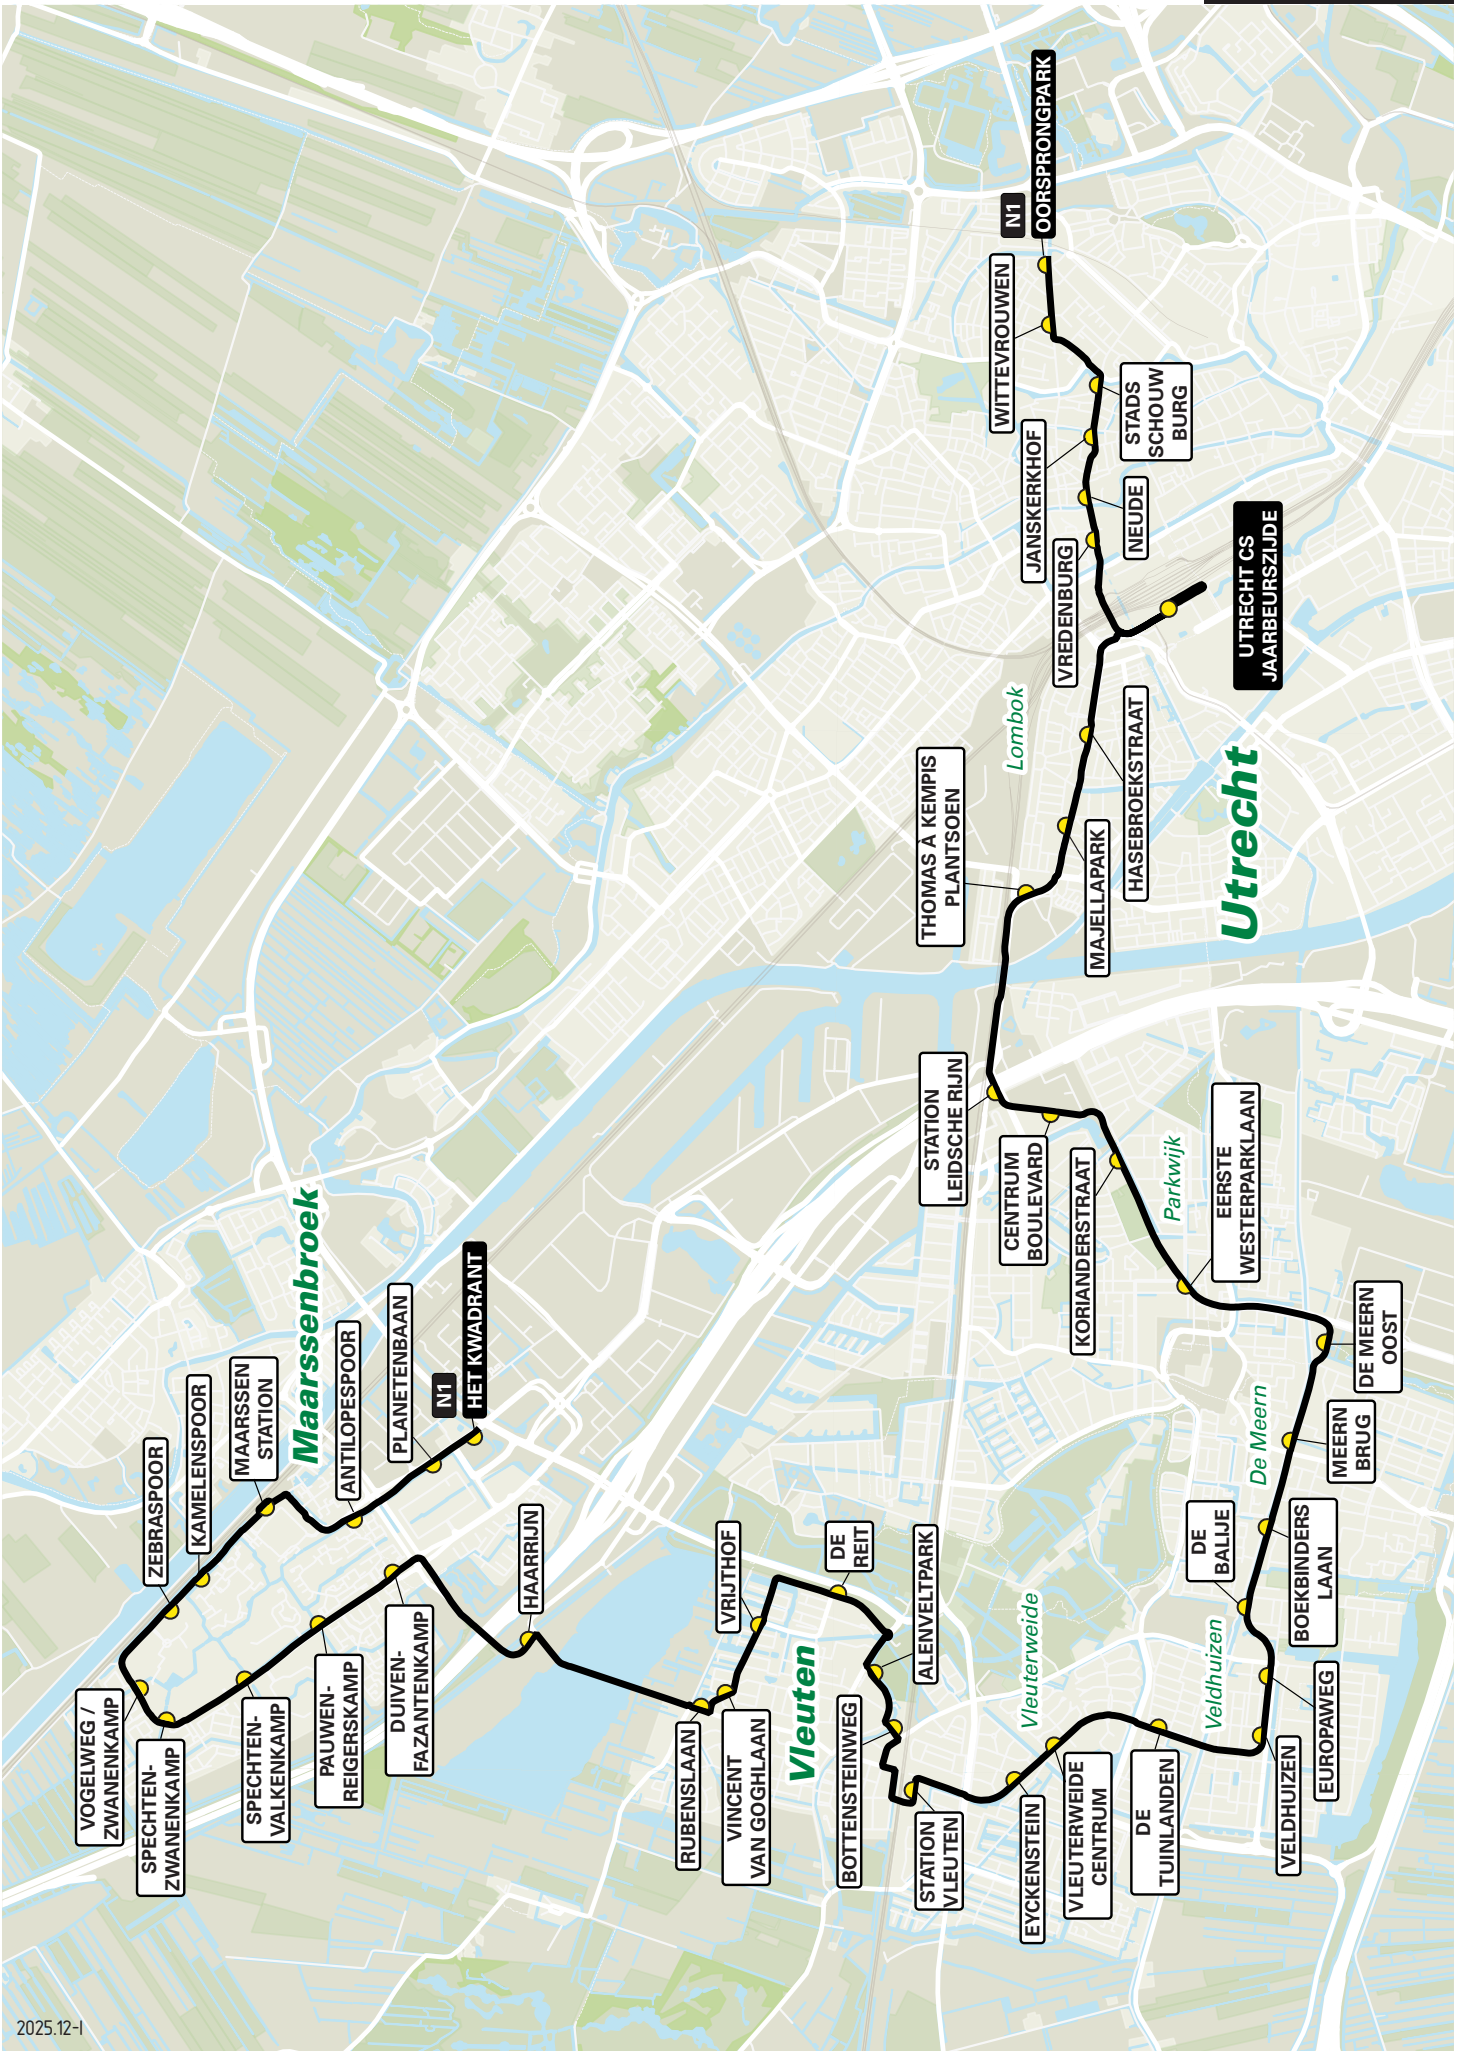 N1
OORSPRONGPARK
WITTEVROUWEN
STADS
SCHOUW
BURG
JANSKERKHOF
NEUDE
VREDENBURG
UTRECHT CS
JAARBEURSZIJDE
Lombok
HASEBROEKSTRAAT
Utrecht
MAJELLAPARK
THOMAS À KEMPIS
PLANTSOEN
STATION
LEIDSCHE RIJN
CENTRUM
BOULEVARD
KORIANDERSTRAAT
Parkwijk
EERSTE
WESTERPARKLAAN
DE MEERN
OOST
De Meern
MEERN
BRUG
BOEKBINDERS
LAAN
DE
BALIJE
EUROPAWEG
Veldhuizen
VELDHUIZEN
DE
TUINLANDEN
Vleuterweide
VLEUTERWEIDE
CENTRUM
EYCKENSTEIN
STATION
VLEUTEN
BOTTENSTEINWEG
ALENVELTPARK
DE
REIT
Vleuten
VRIJTHOF
VINCENT
VAN GOGHLAAN
RUBENSLAAN
HAARRIJN
DUIVEN-
FAZANTENKAMP
PAUWEN-
REIGERSKAMP
SPECHTEN-
VALKENKAMP
SPECHTEN-
ZWANENKAMP
VOGELWEG /
ZWANENKAMP
ZEBRASPOOR
KAMELENSPOOR
MAARSSEN
STATION
Maarssenbroek
ANTILOPESPOOR
PLANETENBAAN
N1
HET KWADRANT
2025.12-I